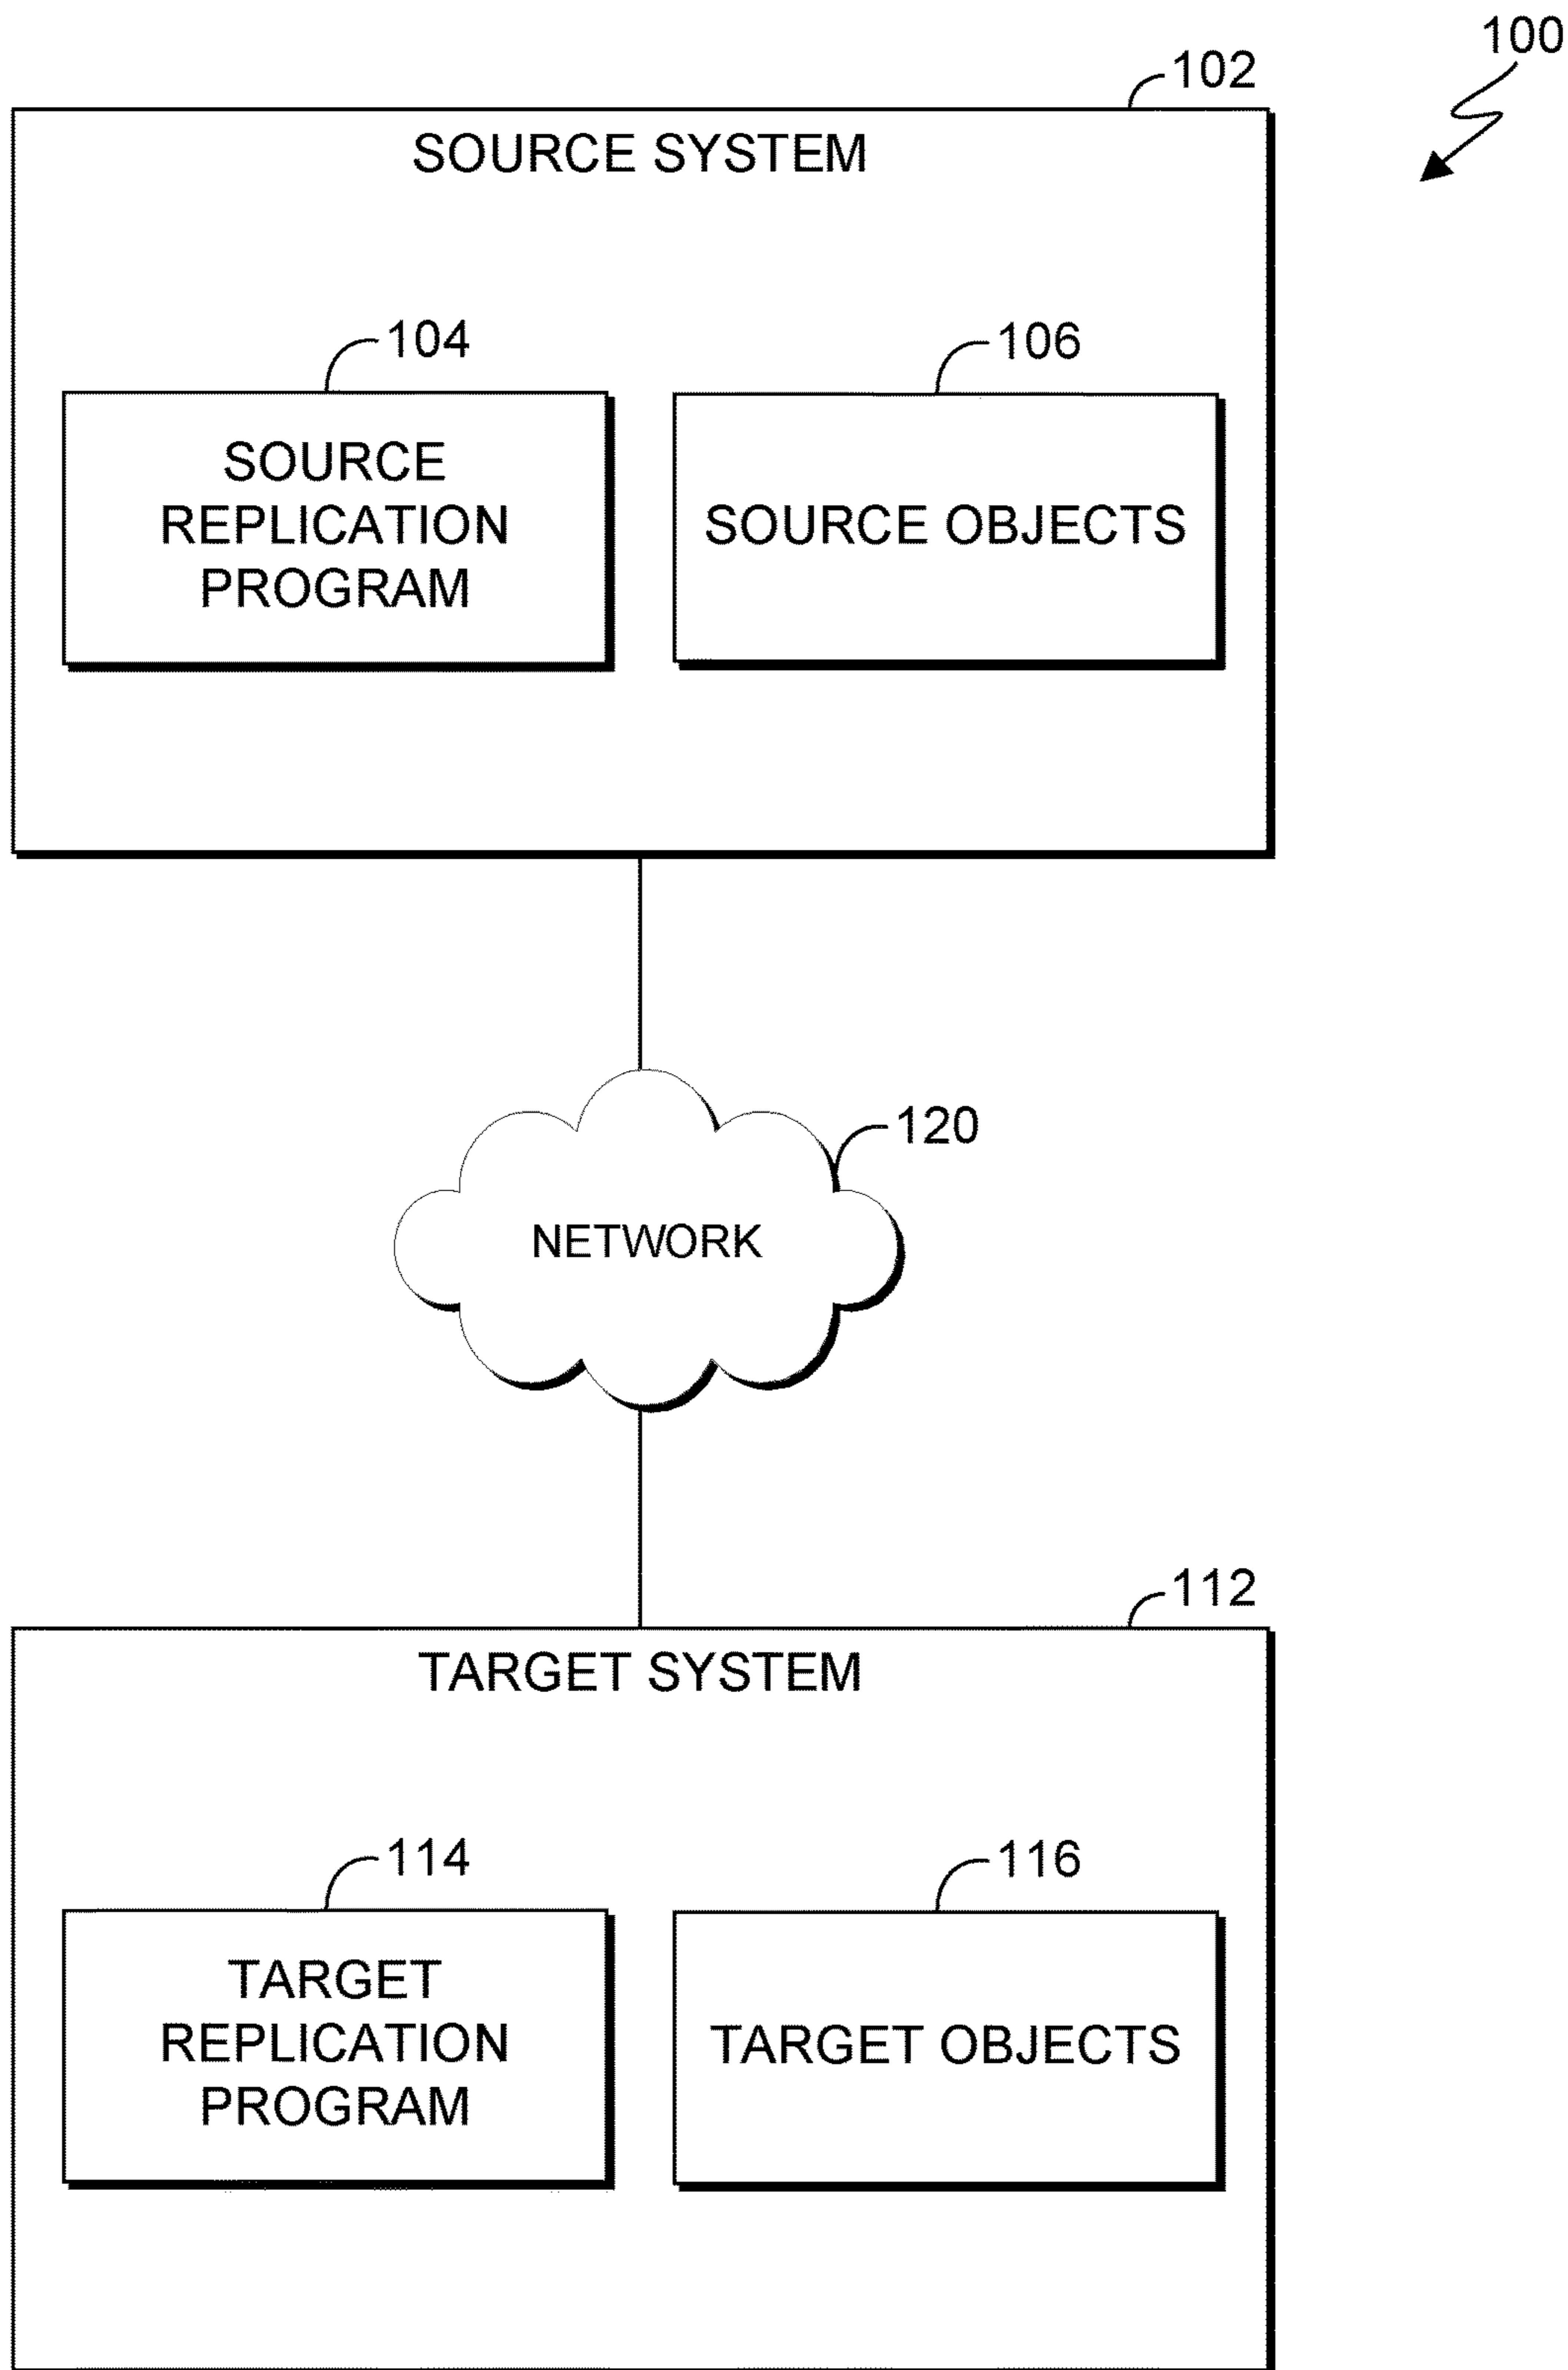 100
102
SOURCE SYSTEM
104
106
SOURCE
REPLICATION
PROGRAM
SOURCE OBJECTS
120
NETWORK
112
TARGET SYSTEM
114
116
TARGET
REPLICATION
PROGRAM
TARGET OBJECTS